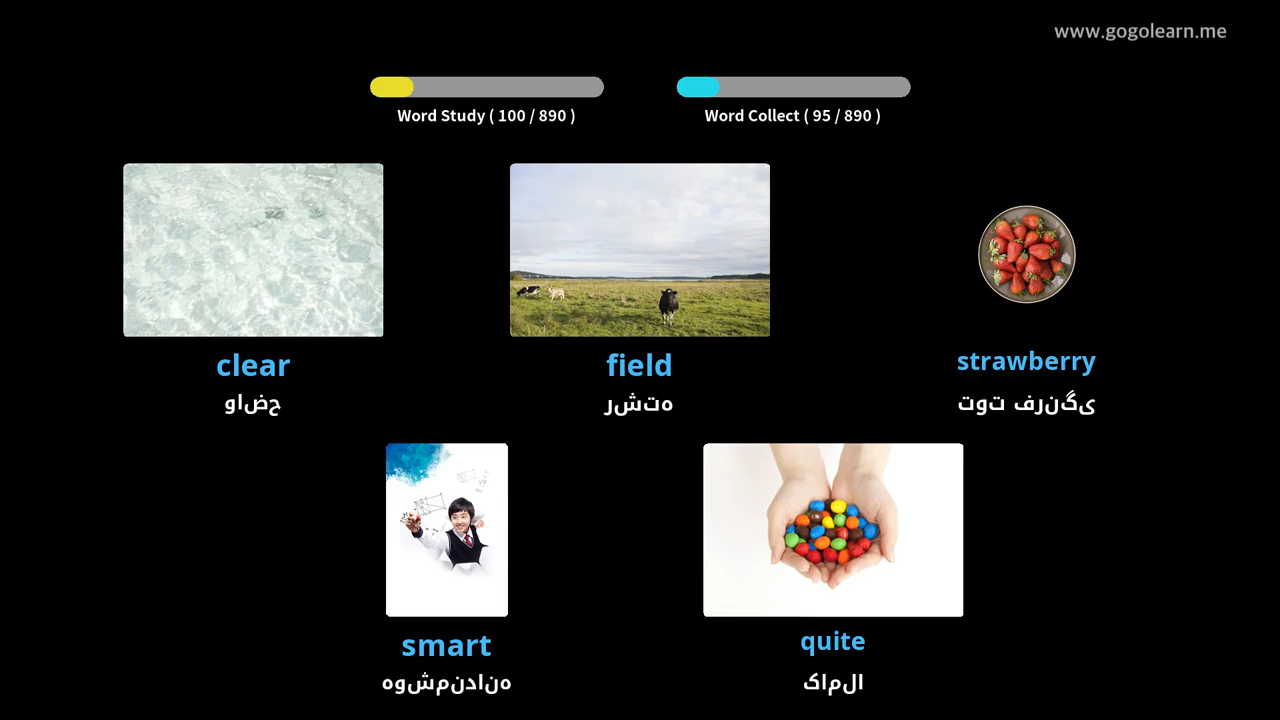 www.gogolearn.me
Word Study ( 100 / 890 )
Word Collect ( 95 / 890 )
clear
حضاو
field
هتشر
strawberry
یگنرف توت
smart
هنادنمشوه
quite
الماک